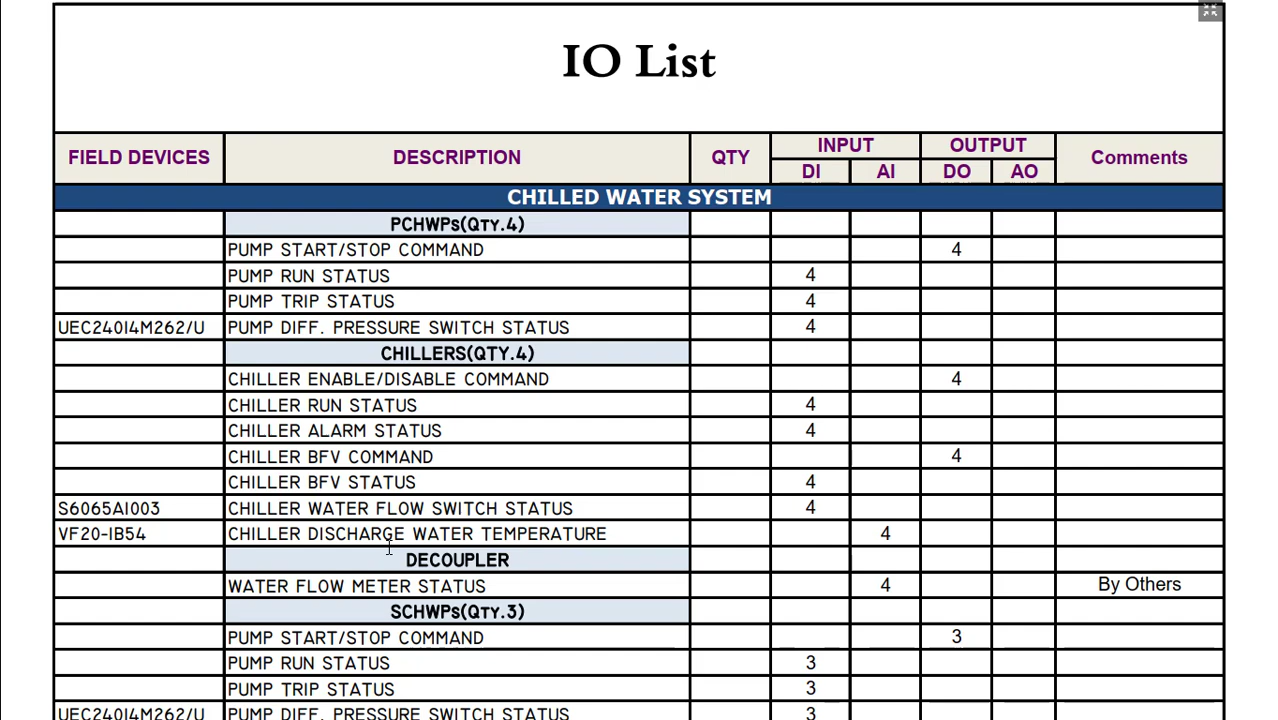 IO List
FIELD DEVICES DESCRIPTION QTY INPUT OUTPUT Comments
DI AI DO AO
CHILLED WATER SYSTEM
PCHWPs(QTY.4)
PUMP START/STOP COMMAND 4
PUMP RUN STATUS 4
PUMP TRIP STATUS 4
UEC24014M262/U PUMP DIFF. PRESSURE SWITCH STATUS 4
CHILLERS(QTY.4)
CHILLER ENABLE/DISABLE COMMAND 4
CHILLER RUN STATUS 4
CHILLER ALARM STATUS 4
CHILLER BFV COMMAND 4
CHILLER BFV STATUS 4
S6065A1003 CHILLER WATER FLOW SWITCH STATUS 4
VF20-1B54 CHILLER DISCHARGE WATER TEMPERATURE 4
DECOUPLER
WATER FLOW METER STATUS 4 By Others
SCHWPs(QTY.3)
PUMP START/STOP COMMAND 3
PUMP RUN STATUS 3
PUMP TRIP STATUS 3
UEC24014M262/U PUMP DIFF. PRESSURE SWITCH STATUS 3